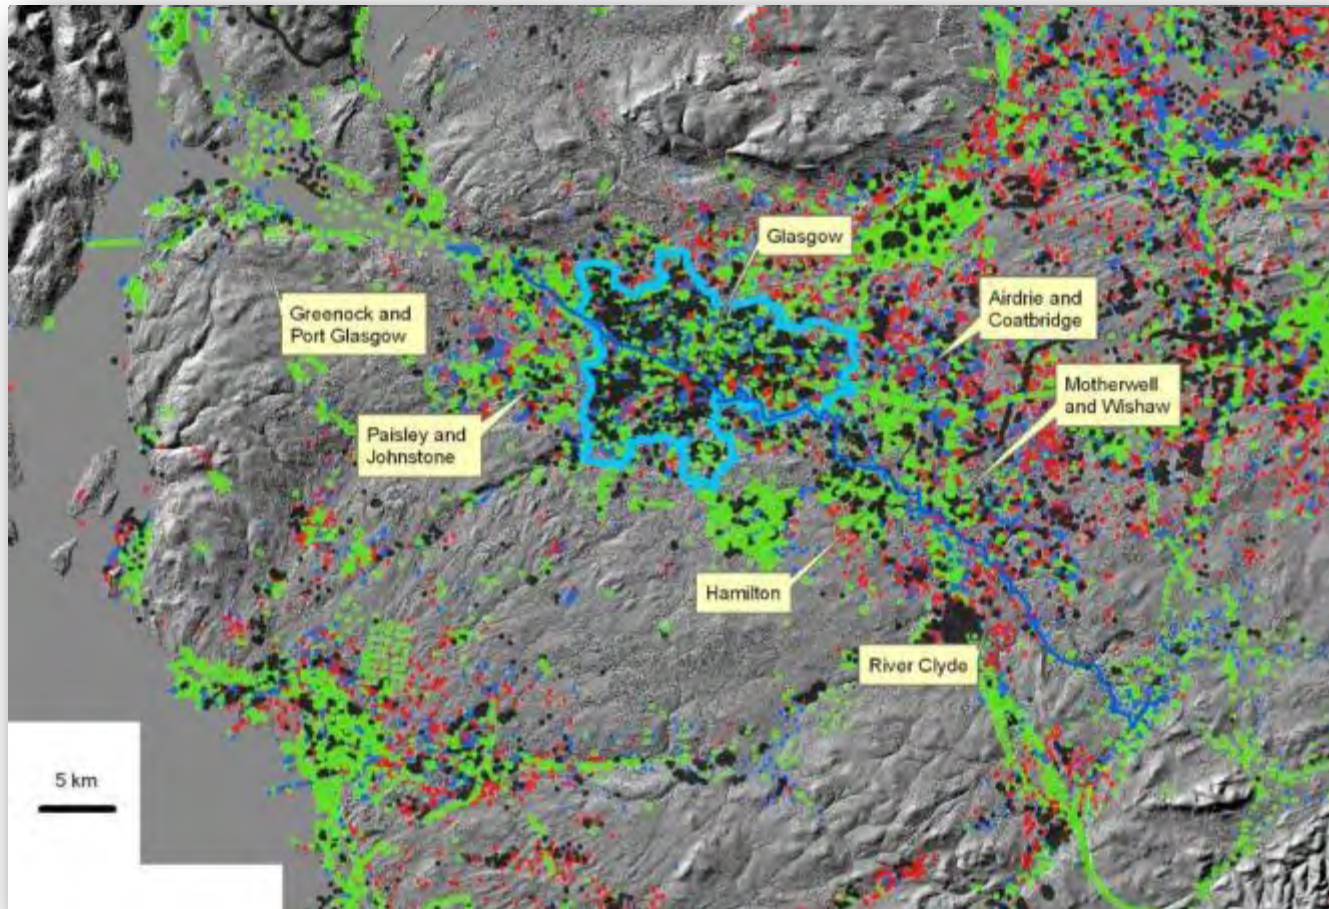 Glasgow
Greenock and
Port Glasgow
Airdrie and
Coatbridge
Motherwell
and Wishaw
Paisley and
Johnstone
Hamilton
River Clyde
5 km